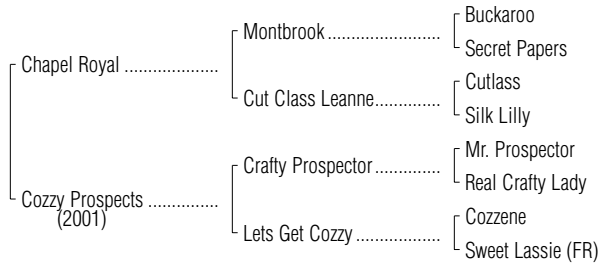 Buckaroo
Montbrook
Secret Papers
Chapel Royal
Cutlass
Cut Class Leanne
Silk Lilly
Mr. Prospector
Crafty Prospector
Real Crafty Lady
Cozzy Prospects
(2001)
Cozzene
Lets Get Cozzy
Sweet Lassie (FR)